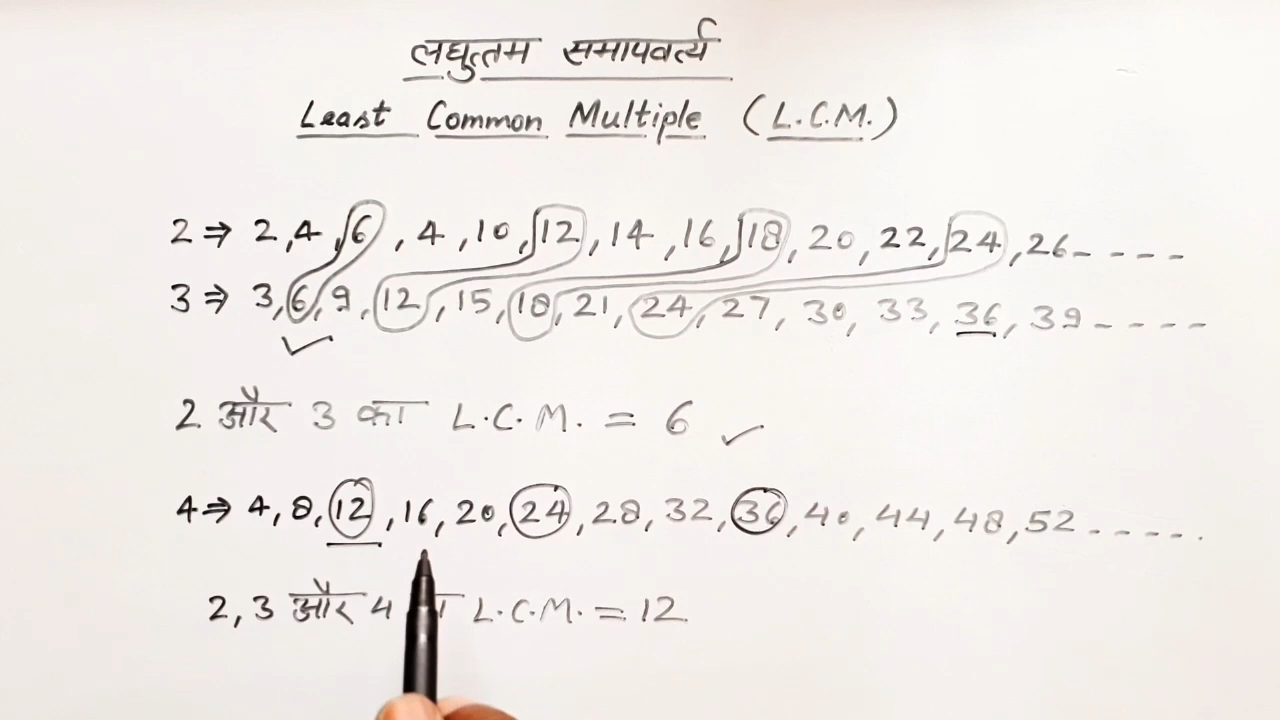 लघुत्तम समापवर्त्य
Least Common Multiple (L.C.M.)
2 ⇒ 2, 4, 6, 4, 10, 12, 14, 16, 18, 20, 22, 24, 26 - - - -
3 ⇒ 3, 6, 9, 12, 15, 18, 21, 24, 27, 30, 33, 36, 39 - - - -
2 और 3 का L.C.M. = 6 ✓
4 ⇒ 4, 8, 12, 16, 20, 24, 28, 32, 36, 40, 44, 48, 52 - - - - -
2, 3 और 4 L.C.M. = 12